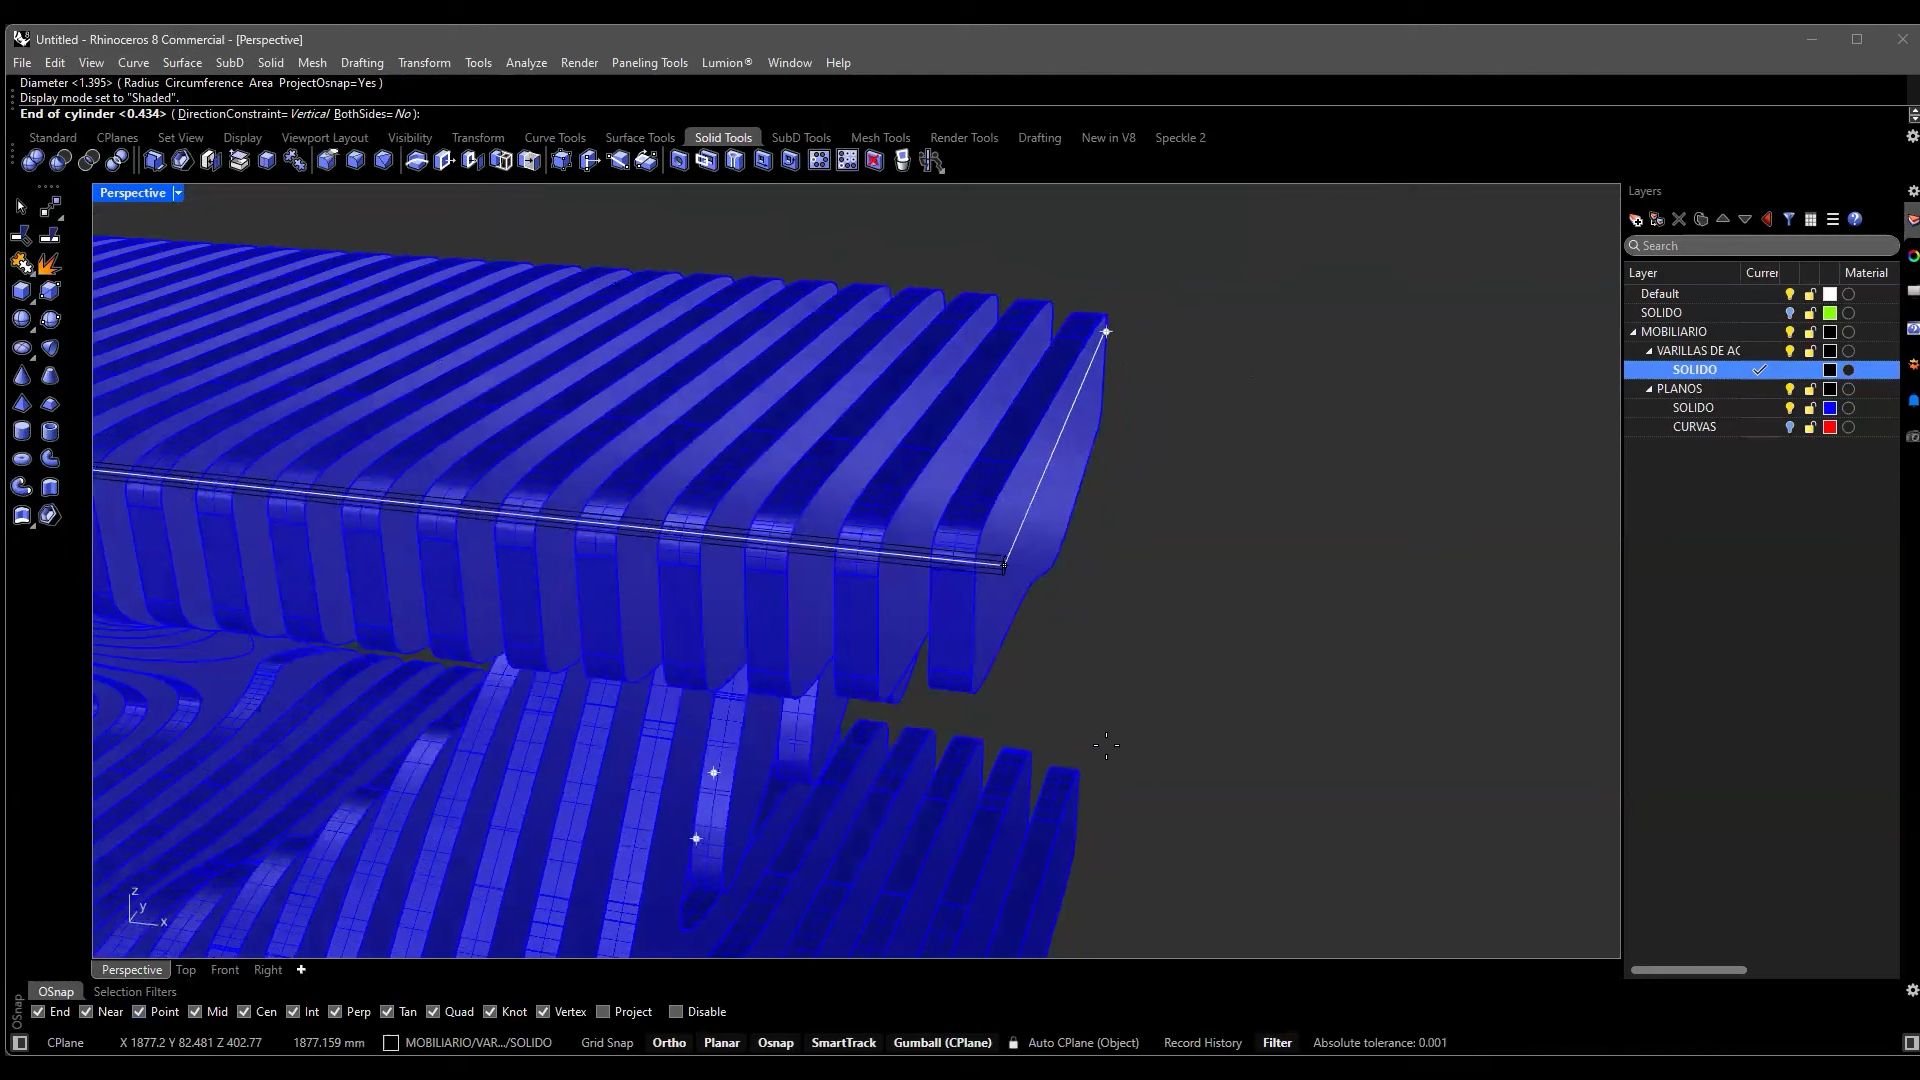 Untitled - Rhinoceros 8 Commercial - [Perspective]
File Edit View Curve Surface SubD Solid Mesh Drafting Transform Tools Analyze Render Paneling Tools Lumion® Window Help
Diameter <1.395> ( Radius Circumference Area ProjectOsnap=Yes )
Display mode set to "Shaded".
End of cylinder <0.434> ( DirectionConstraint=Vertical BothSides=No ):
Standard CPlanes Set View Display Viewport Layout Visibility Transform Curve Tools Surface Tools Solid Tools SubD Tools Mesh Tools Render Tools Drafting New in V8 Speckle 2
Perspective
Layers
Search
Layer Currer Material
Default
SOLIDO
MOBILIARIO
VARILLAS DE AC
SOLIDO
PLANOS
SOLIDO
CURVAS
z
y
x
Perspective Top Front Right
OSnap Selection Filters
OSnap
End Near Point Mid Cen Int Perp Tan Quad Knot Vertex Project Disable
CPlane X 1877.2 Y 82.481 Z 402.77 1877.159 mm MOBILIARIO/VAR.../SOLIDO Grid Snap Ortho Planar Osnap SmartTrack Gumball (CPlane) Auto CPlane (Object) Record History Filter Absolute tolerance: 0.001